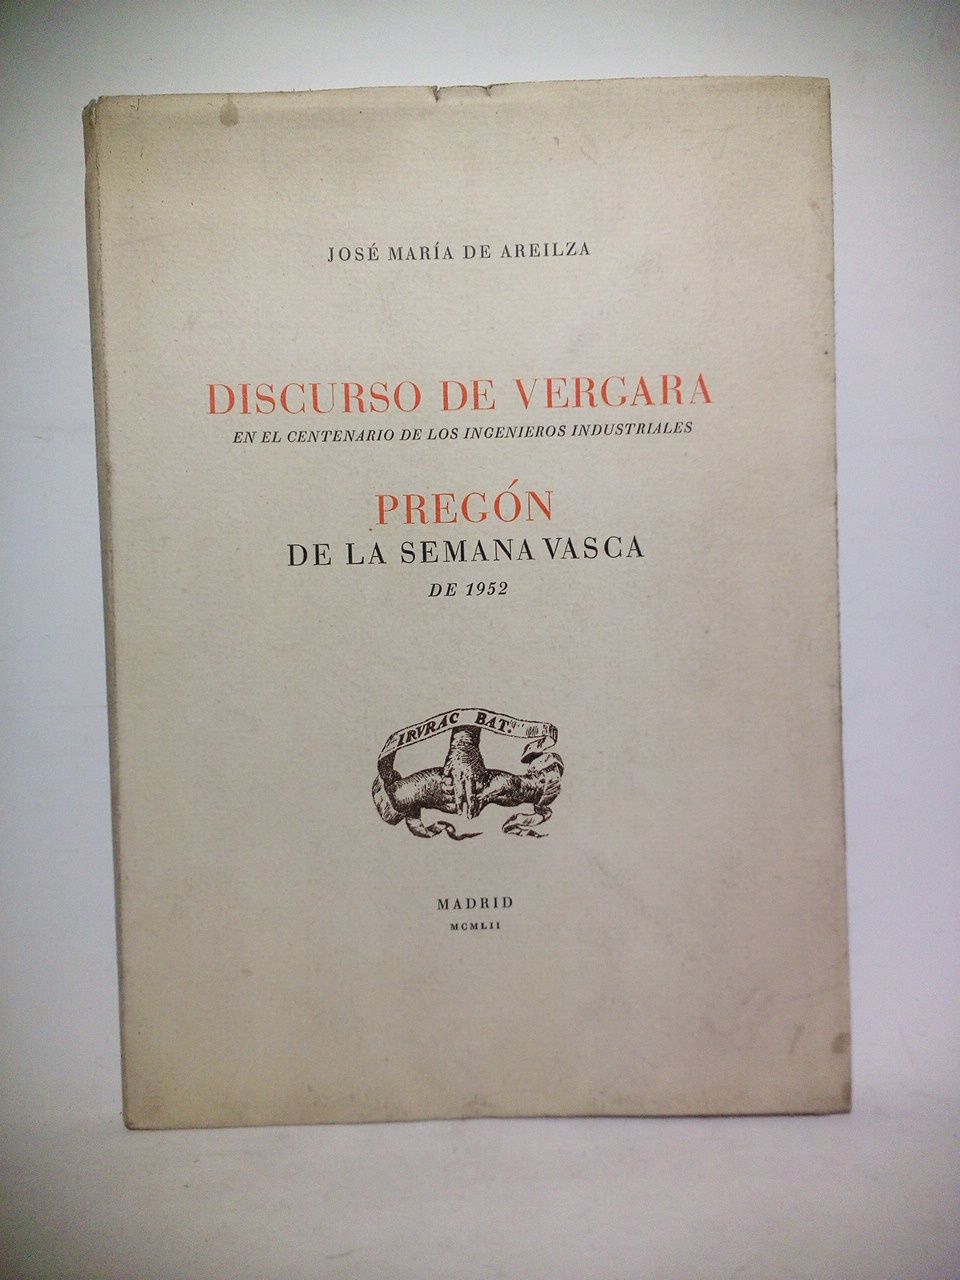 JOSÉ MARÍA DE AREILZA
DISCURSO DE VERGARA
EN EL CENTENARIO DE LOS INGENIEROS INDUSTRIALES
PREGÓN
DE LA SEMANA VASCA
DE 1952
IRVRAC BAT.
MADRID
MCMLII